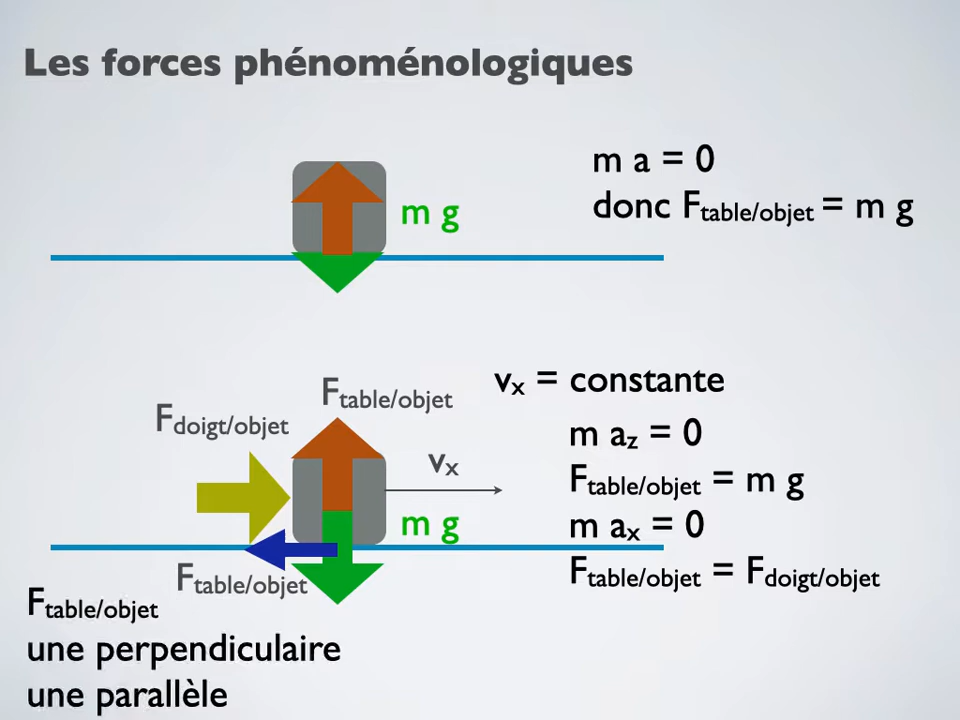 Les forces phénoménologiques
m a = 0
donc Ftable/objet = m g
m g
vx = constante
Ftable/objet
Fdoigt/objet
m az = 0
vx
Ftable/objet = m g
m g
m ax = 0
Ftable/objet
Ftable/objet = Fdoigt/objet
Ftable/objet
une perpendiculaire
une parallèle